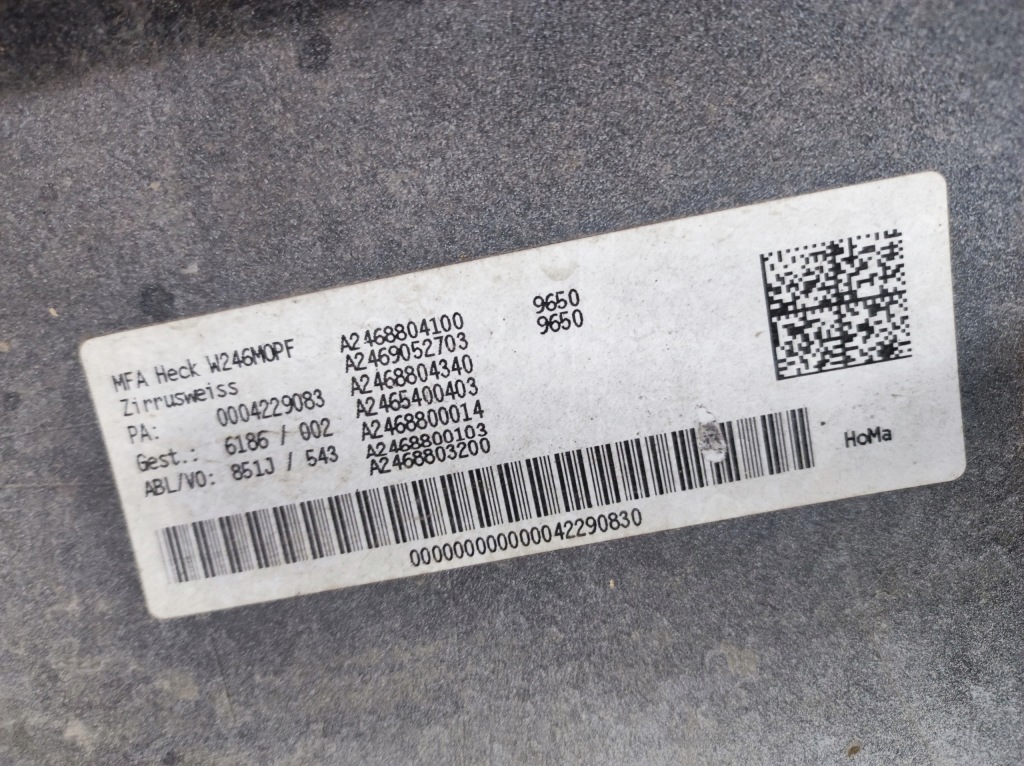 MFA Heck W246MOPF
Zirrusweiss
PA: 0004229083
Gest.: 6186 / 002
ABL/VO: 851J / 543
A2468804100 9650
A2469052703 9650
A2468804340
A2465400403
A2468800014
A2468800103
A2468803200
HoMa
000000000000042290830